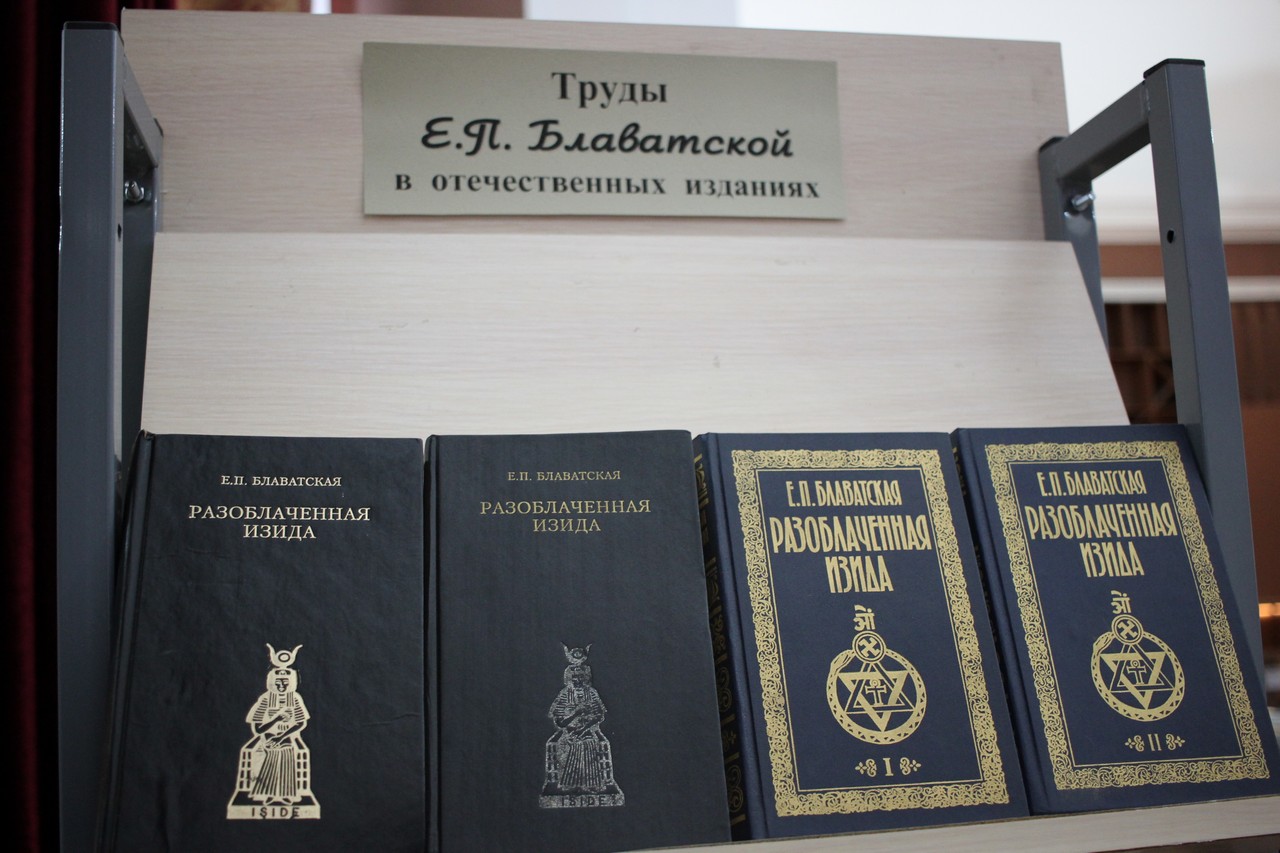 Труды
Е.П. Блаватской
в отечественных изданиях
Е.П. БЛАВАТСКАЯ
РАЗОБЛАЧЕННАЯ
ИЗИДА
ISIDE
Е.П. БЛАВАТСКАЯ
РАЗОБЛАЧЕННАЯ
ИЗИДА
ISIDE
Е.П. БЛАВАТСКАЯ
РАЗОБЛАЧЕННАЯ
ИЗИДА
I
Е.П. БЛАВАТСКАЯ
РАЗОБЛАЧЕННАЯ
ИЗИДА
II